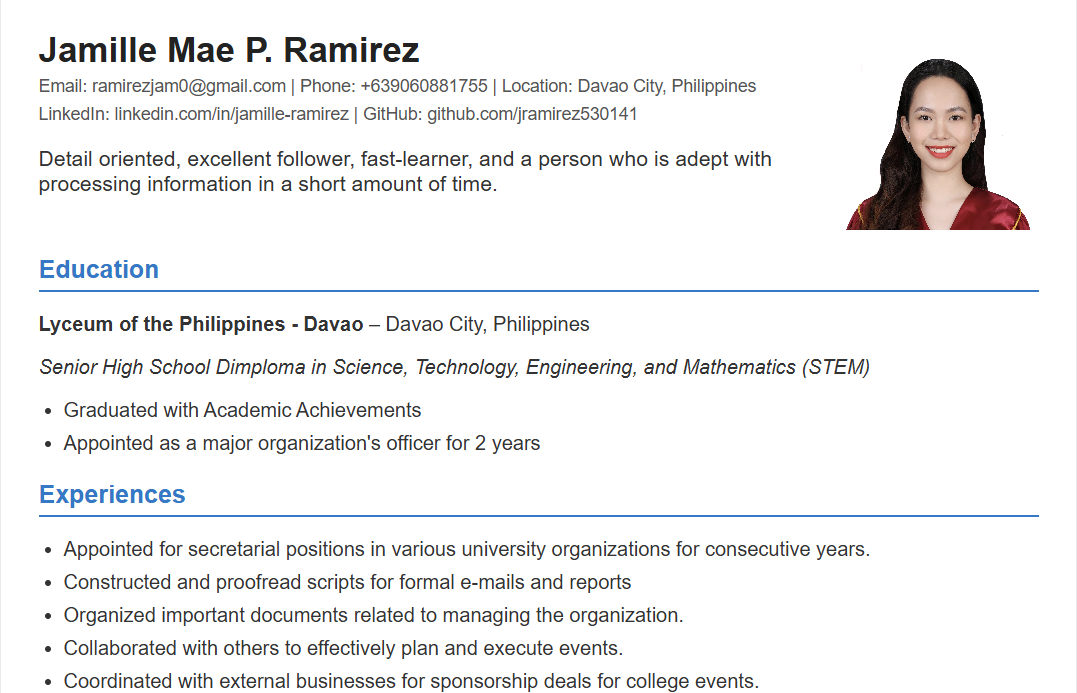 Jamille Mae P. Ramirez
Email: ramirezjam0@gmail.com | Phone: +639060881755 | Location: Davao City, Philippines
LinkedIn: linkedin.com/in/jamille-ramirez | GitHub: github.com/jramirez530141
Detail oriented, excellent follower, fast-learner, and a person who is adept with
processing information in a short amount of time.
Education
Lyceum of the Philippines - Davao – Davao City, Philippines
Senior High School Dimploma in Science, Technology, Engineering, and Mathematics (STEM)
• Graduated with Academic Achievements
• Appointed as a major organization's officer for 2 years
Experiences
• Appointed for secretarial positions in various university organizations for consecutive years.
• Constructed and proofread scripts for formal e-mails and reports
• Organized important documents related to managing the organization.
• Collaborated with others to effectively plan and execute events.
• Coordinated with external businesses for sponsorship deals for college events.